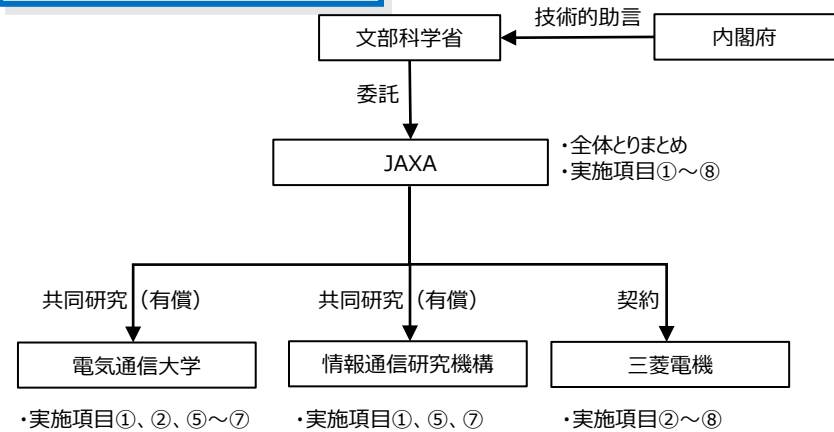 技術的助言
文部科学省
内閣府
委託
JAXA
・全体とりまとめ
・実施項目①～⑧
共同研究（有償）
共同研究（有償）
契約
電気通信大学
情報通信研究機構
三菱電機
・実施項目①、②、⑤～⑦
・実施項目①、⑤、⑦
・実施項目②～⑧